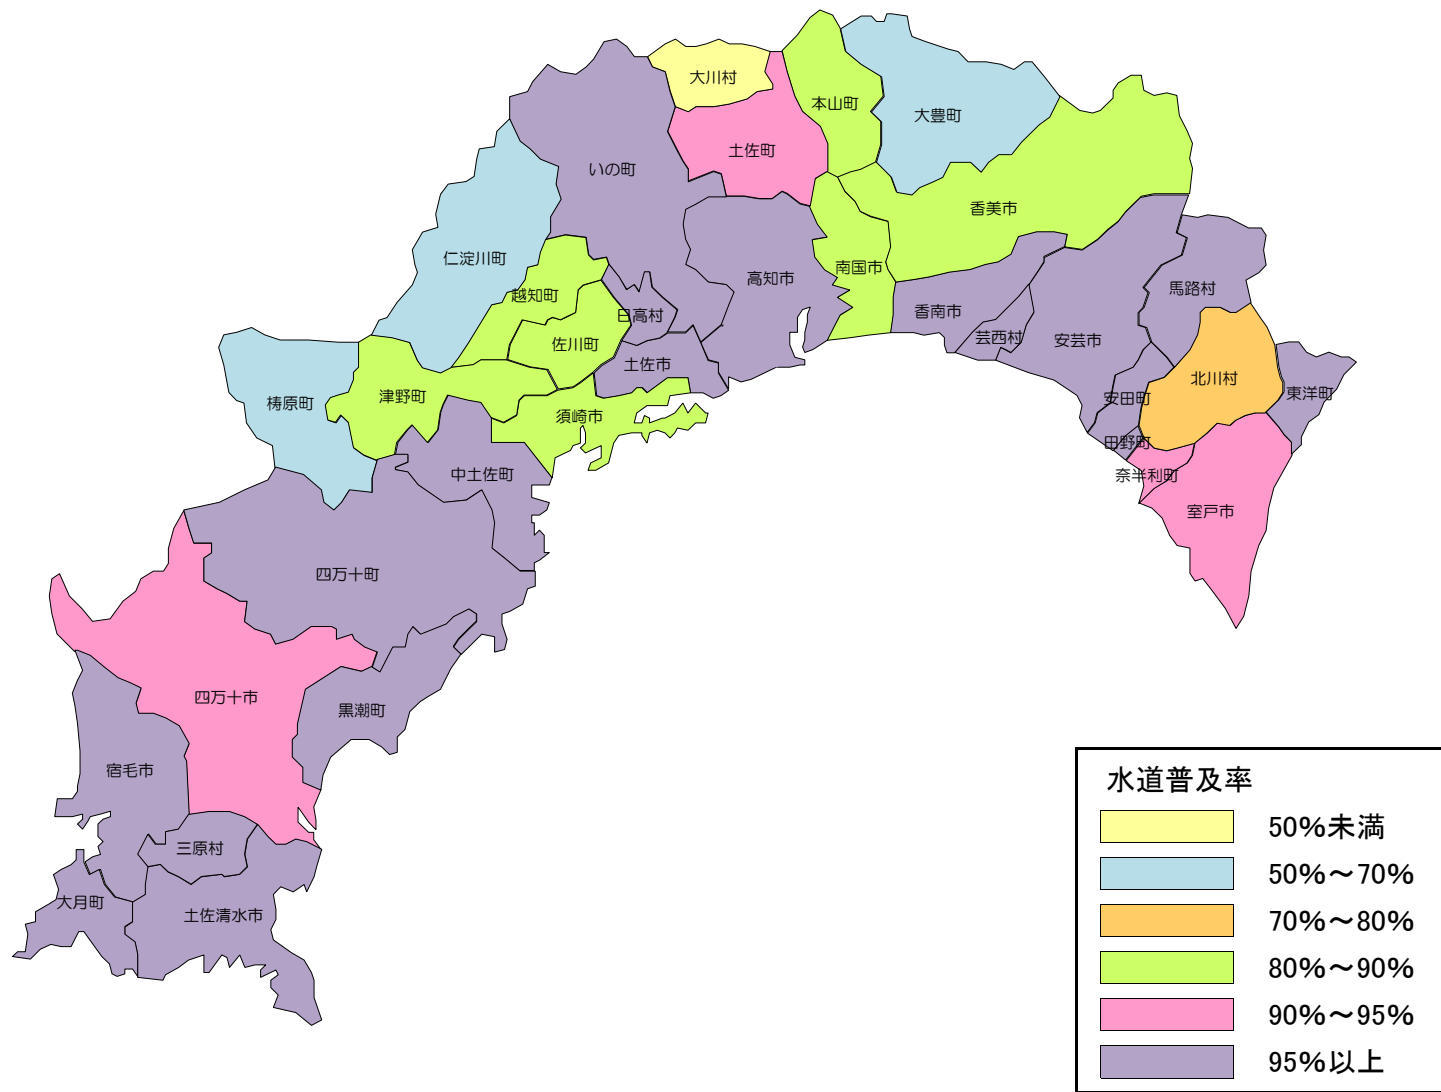 大川村
本山町
大豊町
土佐町
いの町
香美市
仁淀川町
高知市
南国市
馬路村
越知町
日高村
香南市
芸西村
安芸市
佐川町
土佐市
北川村
梼原町
津野町
須崎市
安田町
東洋町
田野町
中土佐町
奈半利町
室戸市
四万十町
四万十市
黒潮町
宿毛市
三原村
大月町
土佐清水市
水道普及率
50%未満
50%~70%
70%~80%
80%~90%
90%~95%
95%以上